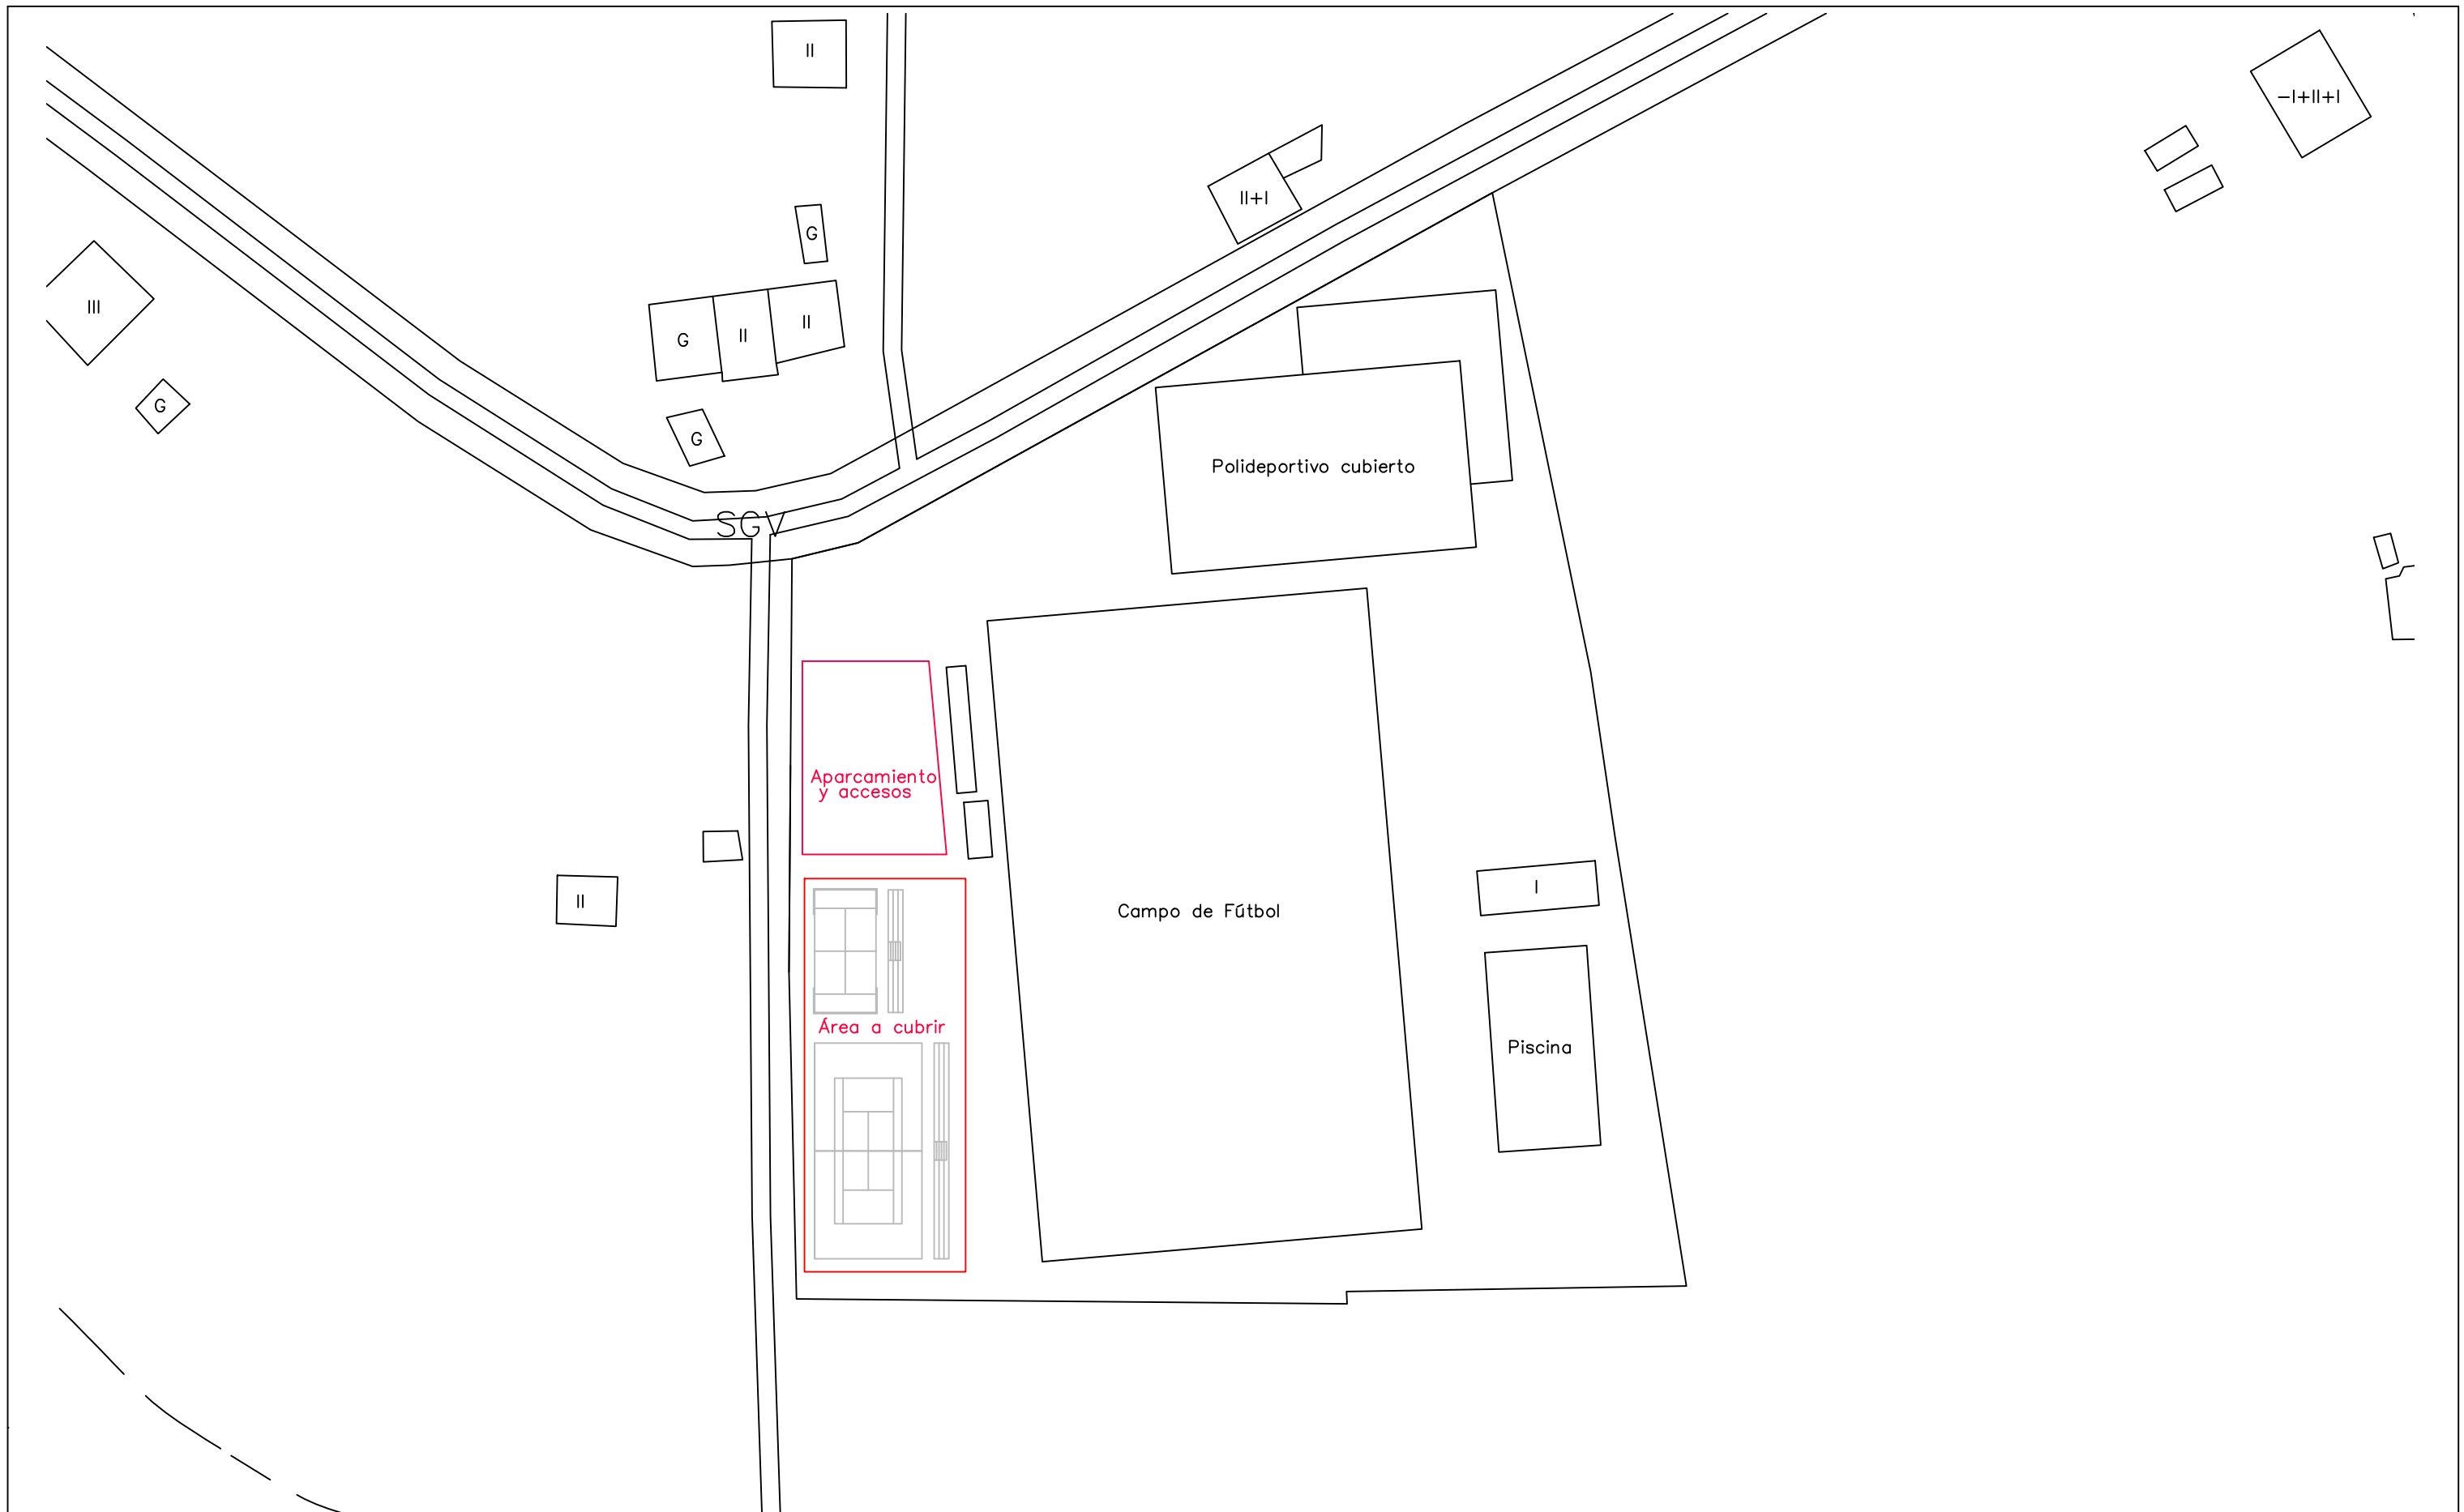 II
-I+II+I
II+I
G
III
II
II
G
G
G
Polideportivo cubierto
SGV
Aparcamiento
y accesos
I
II
Campo de Fútbol
Área a cubrir
Piscina